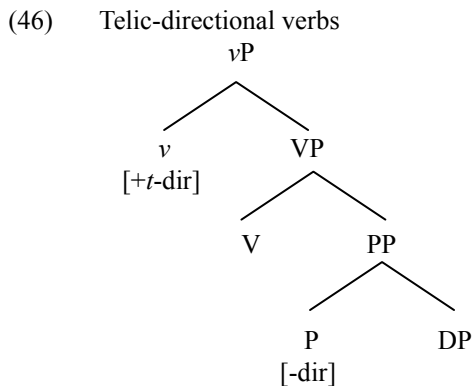 (46) Telic-directional verbs
vP
v VP
[+t-dir]
V PP
P DP
[-dir]